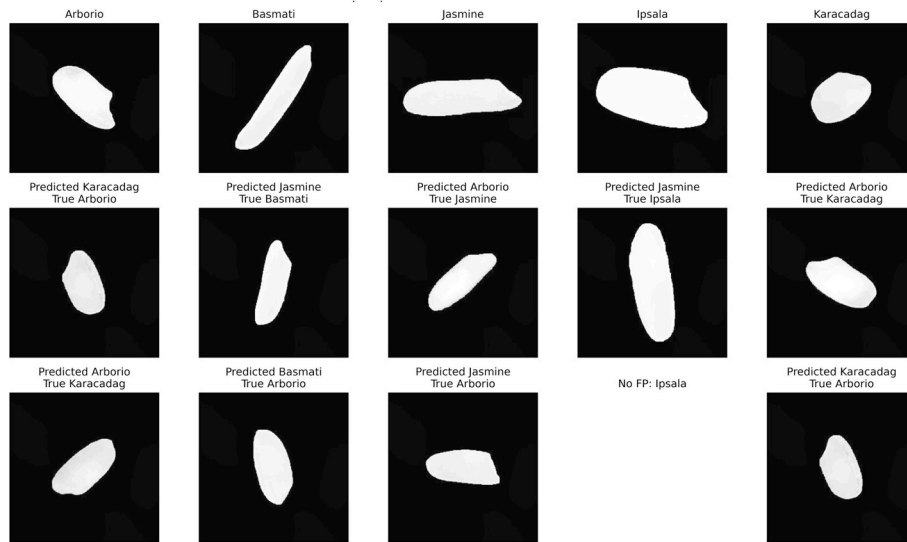 Arborio
Basmati
Jasmine
Ipsala
Karacadag
Predicted Karacadag
True Arborio
Predicted Jasmine
True Basmati
Predicted Arborio
True Jasmine
Predicted Jasmine
True Ipsala
Predicted Arborio
True Karacadag
Predicted Arborio
True Karacadag
Predicted Basmati
True Arborio
Predicted Jasmine
True Arborio
No FP: Ipsala
Predicted Karacadag
True Arborio